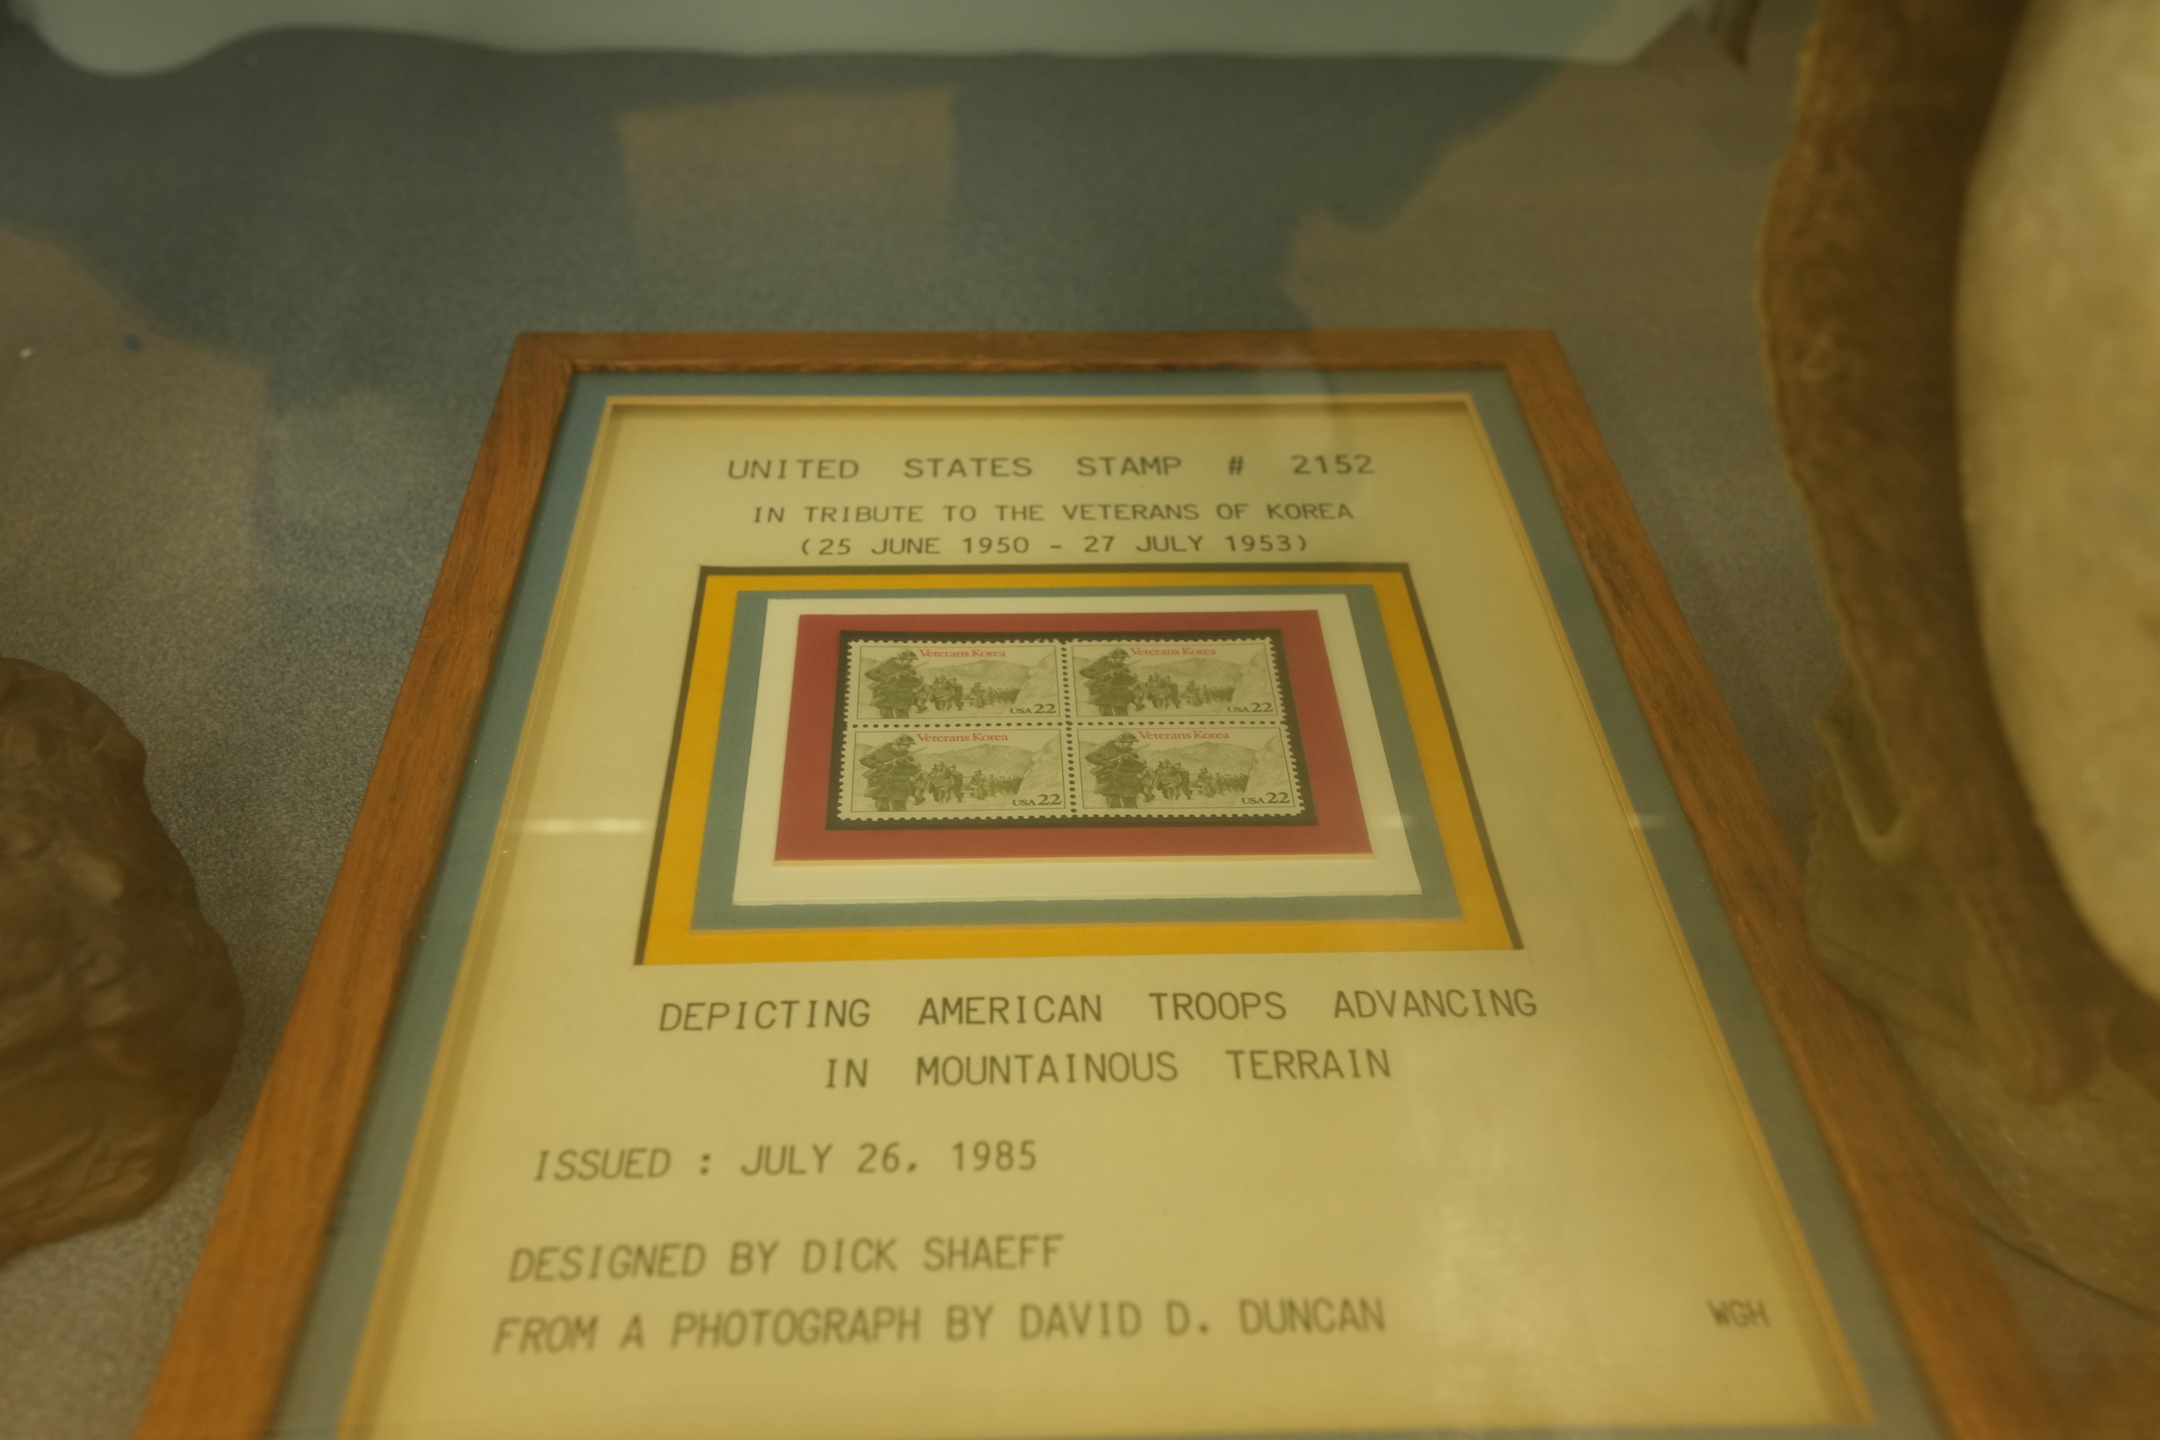 UNITED STATES STAMP # 2152
IN TRIBUTE TO THE VETERANS OF KOREA
(25 JUNE 1950 - 27 JULY 1953)
Veterans Korea
USA 22
Veterans Korea
USA 22
Veterans Korea
USA 22
Veterans Korea
USA 22
DEPICTING AMERICAN TROOPS ADVANCING
IN MOUNTAINOUS TERRAIN
ISSUED : JULY 26, 1985
DESIGNED BY DICK SHAEFF
FROM A PHOTOGRAPH BY DAVID D. DUNCAN
WGH